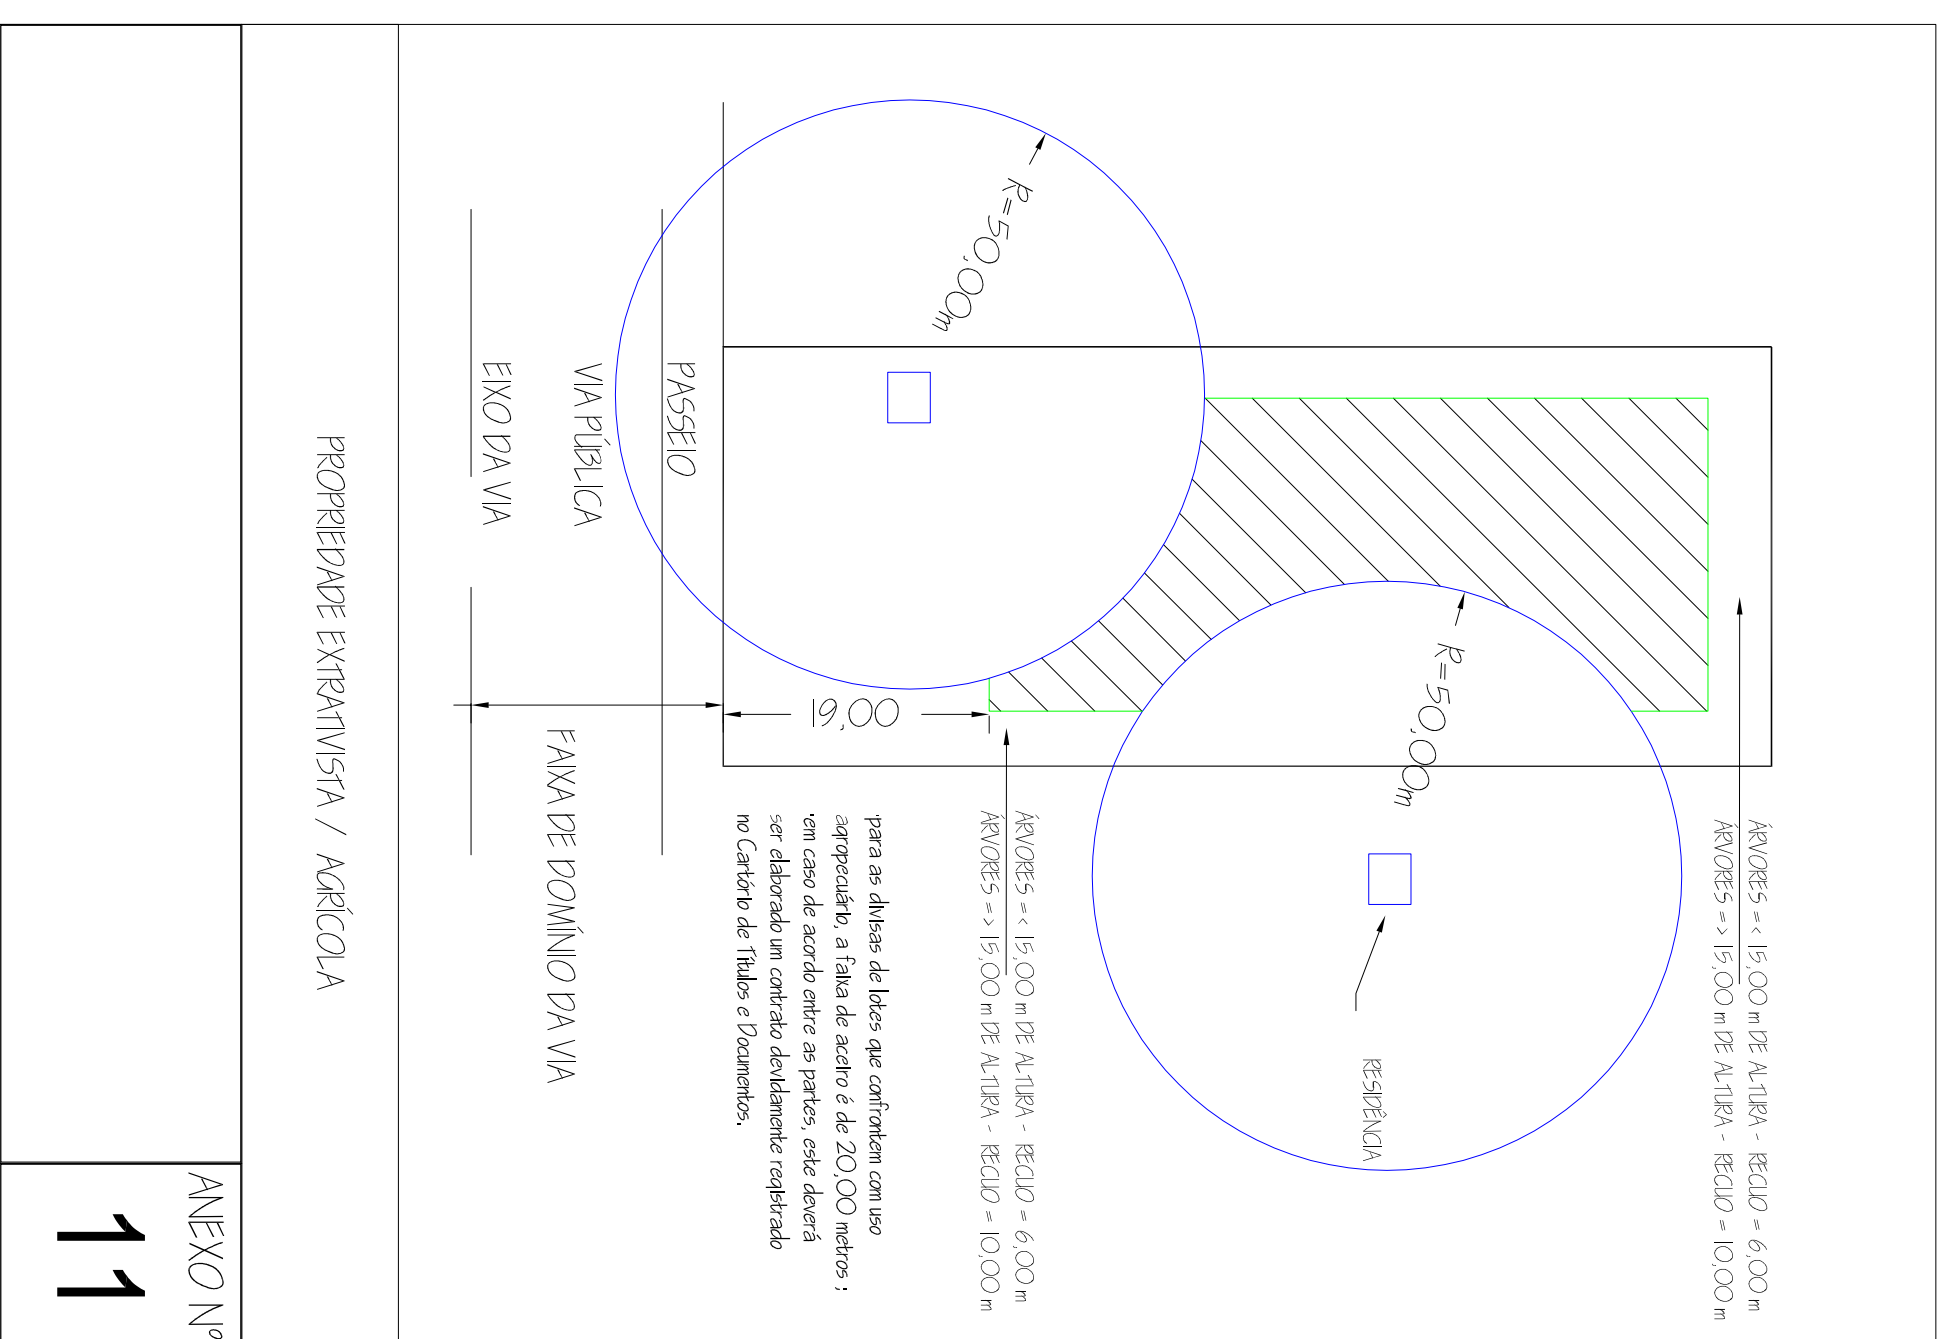 ÁRVORES =< 15,00 m DE ALTURA - RECUO = 6,00 m
ÁRVORES => 15,00 m DE ALTURA - RECUO = 10,00 m
R=50,00m
R=50,00m
RESIDÊNCIA
ÁRVORES =< 15,00 m DE ALTURA - RECUO = 6,00 m
ÁRVORES => 15,00 m DE ALTURA - RECUO = 10,00 m
19,00
para as divisas de lotes que confrontem com uso
agropecuário, a faixa de aceiro é de 20,00 metros ;
em caso de acordo entre as partes, este deverá
ser elaborado um contrato devidamente registrado
no Cartório de Títulos e Documentos.
PASSEIO
VIA PÚBLICA
EIXO DA VIA
FAIXA DE DOMÍNIO DA VIA
PROPRIEDADE EXTRATIVISTA / AGRÍCOLA
ANEXO Nº
11